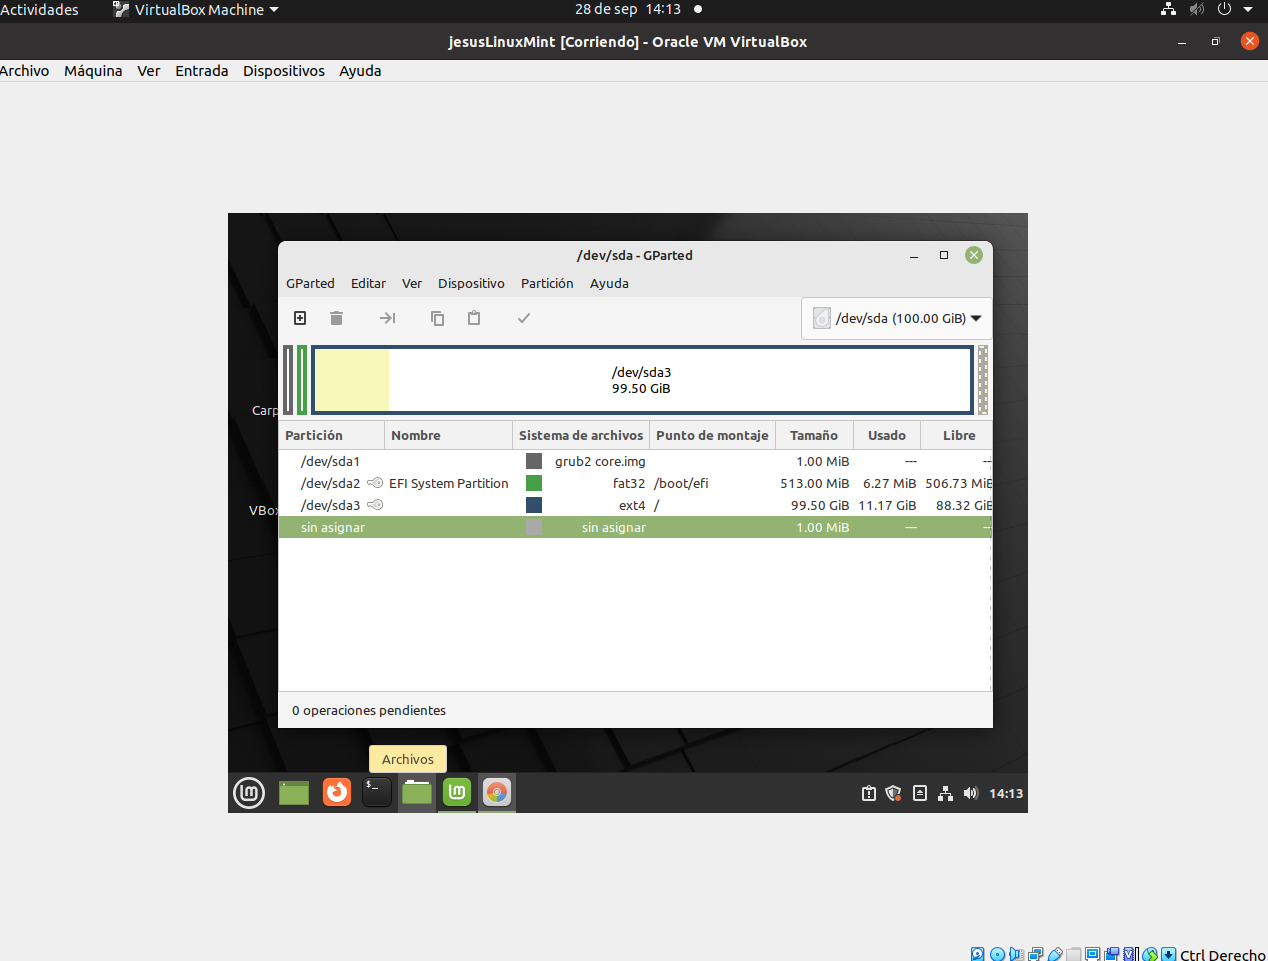 Actividades VirtualBox Machine 28 de sep 14:13
jesusLinuxMint [Corriendo] - Oracle VM VirtualBox
Archivo Máquina Ver Entrada Dispositivos Ayuda
/dev/sda - GParted
GParted Editar Ver Dispositivo Partición Ayuda
/dev/sda (100.00 GiB)
/dev/sda3
99.50 GiB
Carp
Partición Nombre Sistema de archivos Punto de montaje Tamaño Usado Libre
/dev/sda1 grub2 core.img 1.00 MiB --- ---
/dev/sda2 EFI System Partition fat32 /boot/efi 513.00 MiB 6.27 MiB 506.73 MiB
/dev/sda3 ext4 / 99.50 GiB 11.17 GiB 88.32 GiB
VBox
sin asignar sin asignar 1.00 MiB --- ---
0 operaciones pendientes
Archivos
$_
14:13
Ctrl Derecho